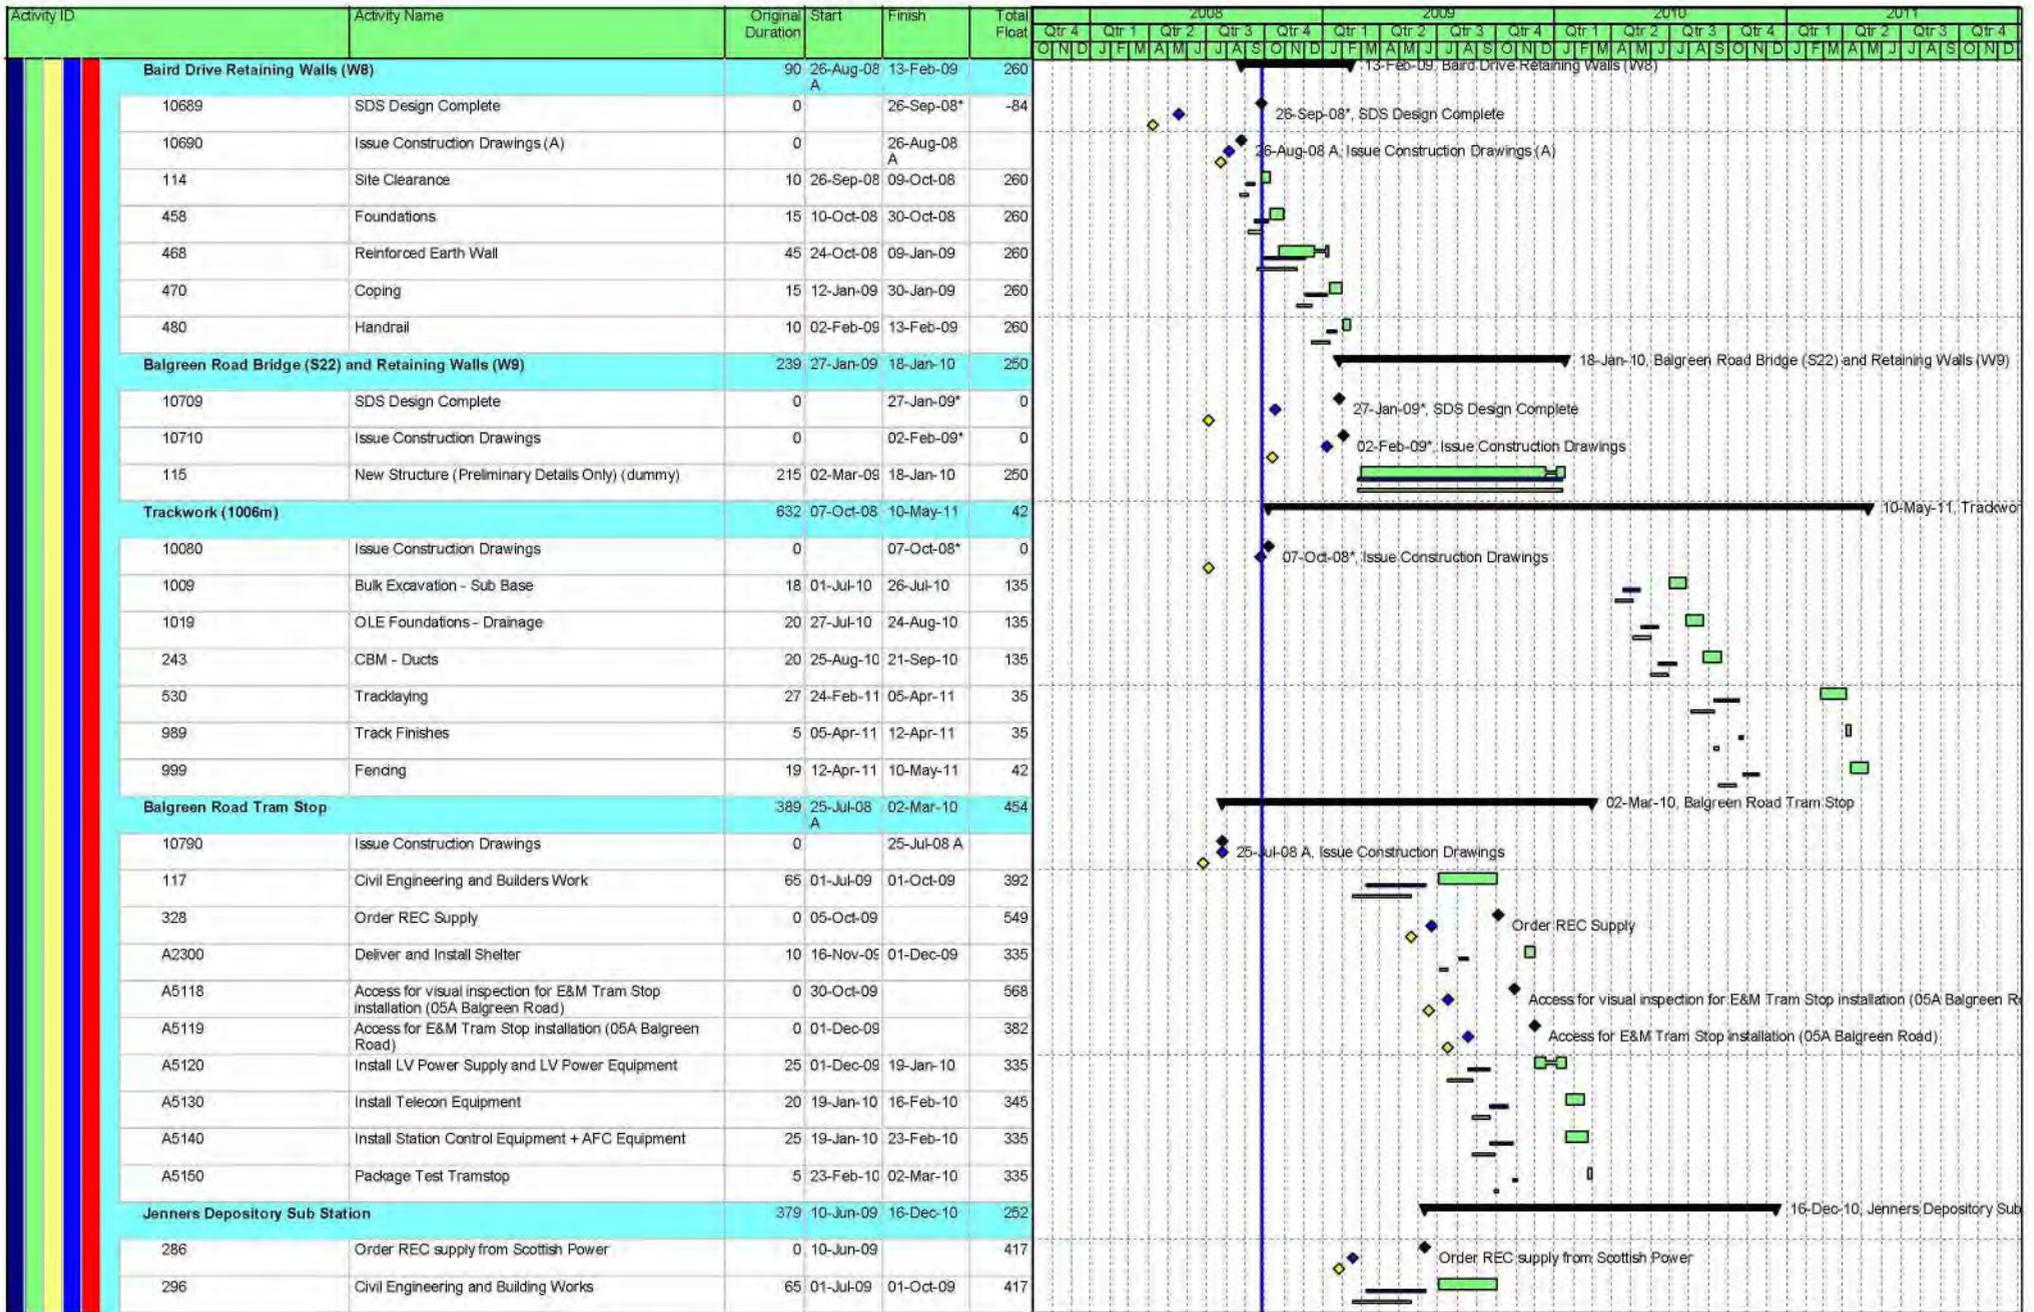 Activity ID Activity Name Original Duration Start Finish Total Float
2008 2009 2010 2011
Qtr 4 Qtr 1 Qtr 2 Qtr 3 Qtr 4 Qtr 1 Qtr 2 Qtr 3 Qtr 4 Qtr 1 Qtr 2 Qtr 3 Qtr 4 Qtr 1 Qtr 2 Qtr 3 Qtr 4
O N D J F M A M J J A S O N D J F M A M J J A S O N D J F M A M J J A S O N D J F M A M J J A S O N D
Baird Drive Retaining Walls (W8) 90 26-Aug-08 A 13-Feb-09 260 13-Feb-09, Baird Drive Retaining Walls (W8)
10689 SDS Design Complete 0 26-Sep-08* -84 26-Sep-08*, SDS Design Complete
10690 Issue Construction Drawings (A) 0 26-Aug-08 A 26-Aug-08 A, Issue Construction Drawings (A)
114 Site Clearance 10 26-Sep-08 09-Oct-08 260
458 Foundations 15 10-Oct-08 30-Oct-08 260
468 Reinforced Earth Wall 45 24-Oct-08 09-Jan-09 260
470 Coping 15 12-Jan-09 30-Jan-09 260
480 Handrail 10 02-Feb-09 13-Feb-09 260
Balgreen Road Bridge (S22) and Retaining Walls (W9) 239 27-Jan-09 18-Jan-10 250 18-Jan-10, Balgreen Road Bridge (S22) and Retaining Walls (W9)
10709 SDS Design Complete 0 27-Jan-09* 0 27-Jan-09*, SDS Design Complete
10710 Issue Construction Drawings 0 02-Feb-09* 0 02-Feb-09*, Issue Construction Drawings
115 New Structure (Preliminary Details Only) (dummy) 215 02-Mar-09 18-Jan-10 250
Trackwork (1006m) 632 07-Oct-08 10-May-11 42 10-May-11, Trackwor
10080 Issue Construction Drawings 0 07-Oct-08* 0 07-Oct-08*, Issue Construction Drawings
1009 Bulk Excavation - Sub Base 18 01-Jul-10 26-Jul-10 135
1019 OLE Foundations - Drainage 20 27-Jul-10 24-Aug-10 135
243 CBM - Ducts 20 25-Aug-10 21-Sep-10 135
530 Tracklaying 27 24-Feb-11 05-Apr-11 35
989 Track Finishes 5 05-Apr-11 12-Apr-11 35
999 Fencing 19 12-Apr-11 10-May-11 42
Balgreen Road Tram Stop 389 25-Jul-08 A 02-Mar-10 454 02-Mar-10, Balgreen Road Tram Stop
10790 Issue Construction Drawings 0 25-Jul-08 A 25-Jul-08 A, Issue Construction Drawings
117 Civil Engineering and Builders Work 65 01-Jul-09 01-Oct-09 392
328 Order REC Supply 0 05-Oct-09 549 Order REC Supply
A2300 Deliver and Install Shelter 10 16-Nov-09 01-Dec-09 335
A5118 Access for visual inspection for E&M Tram Stop installation (05A Balgreen Road) 0 30-Oct-09 568 Access for visual inspection for E&M Tram Stop installation (05A Balgreen R
A5119 Access for E&M Tram Stop installation (05A Balgreen Road) 0 01-Dec-09 382 Access for E&M Tram Stop installation (05A Balgreen Road)
A5120 Install LV Power Supply and LV Power Equipment 25 01-Dec-09 19-Jan-10 335
A5130 Install Telecon Equipment 20 19-Jan-10 16-Feb-10 345
A5140 Install Station Control Equipment + AFC Equipment 25 19-Jan-10 23-Feb-10 335
A5150 Package Test Tramstop 5 23-Feb-10 02-Mar-10 335
Jenners Depository Sub Station 379 10-Jun-09 16-Dec-10 252 16-Dec-10, Jenners Depository Sub
286 Order REC supply from Scottish Power 0 10-Jun-09 417 Order REC supply from Scottish Power
296 Civil Engineering and Building Works 65 01-Jul-09 01-Oct-09 417